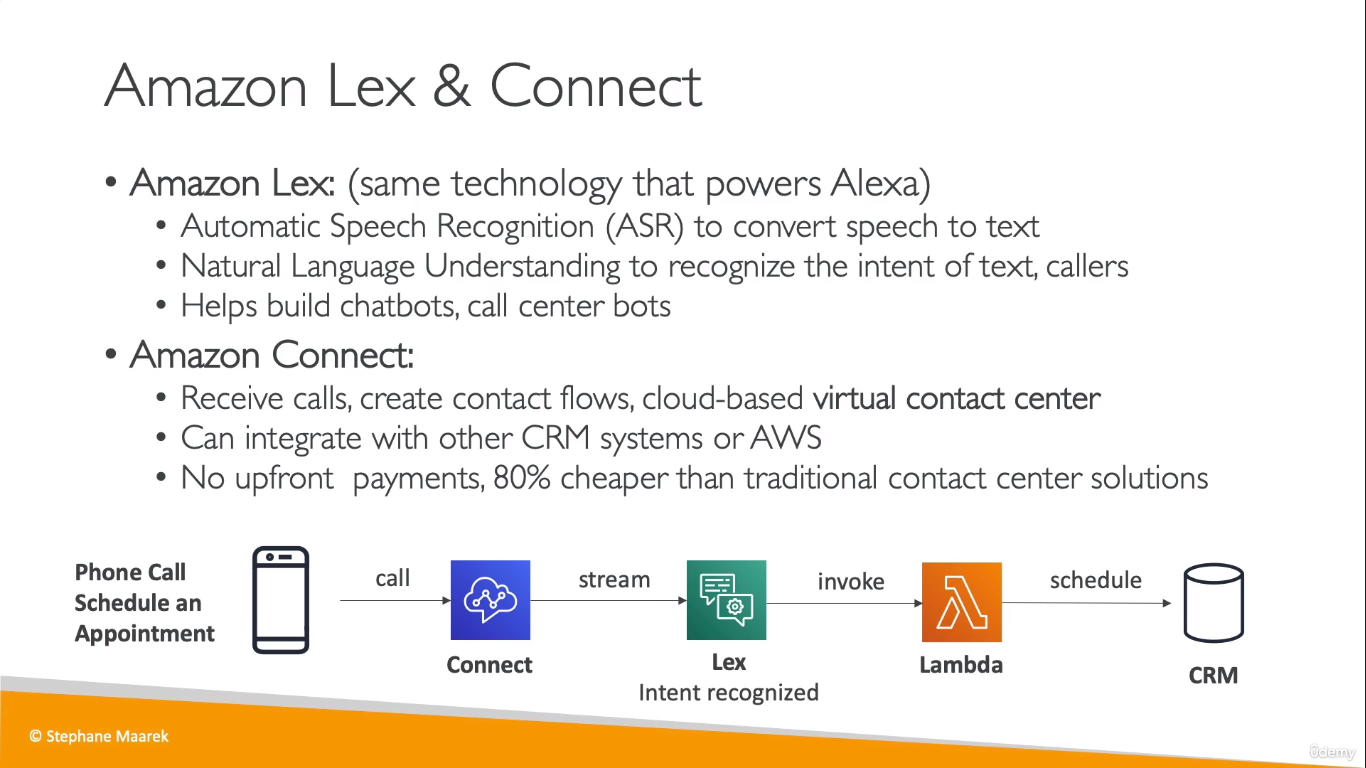 Amazon Lex & Connect
• Amazon Lex: (same technology that powers Alexa)
• Automatic Speech Recognition (ASR) to convert speech to text
• Natural Language Understanding to recognize the intent of text, callers
• Helps build chatbots, call center bots
• Amazon Connect:
• Receive calls, create contact flows, cloud-based virtual contact center
• Can integrate with other CRM systems or AWS
• No upfront  payments, 80% cheaper than traditional contact center solutions
Phone Call
Schedule an
Appointment
call
Connect
stream
Lex
Intent recognized
invoke
Lambda
schedule
CRM
© Stephane Maarek
ûdemy